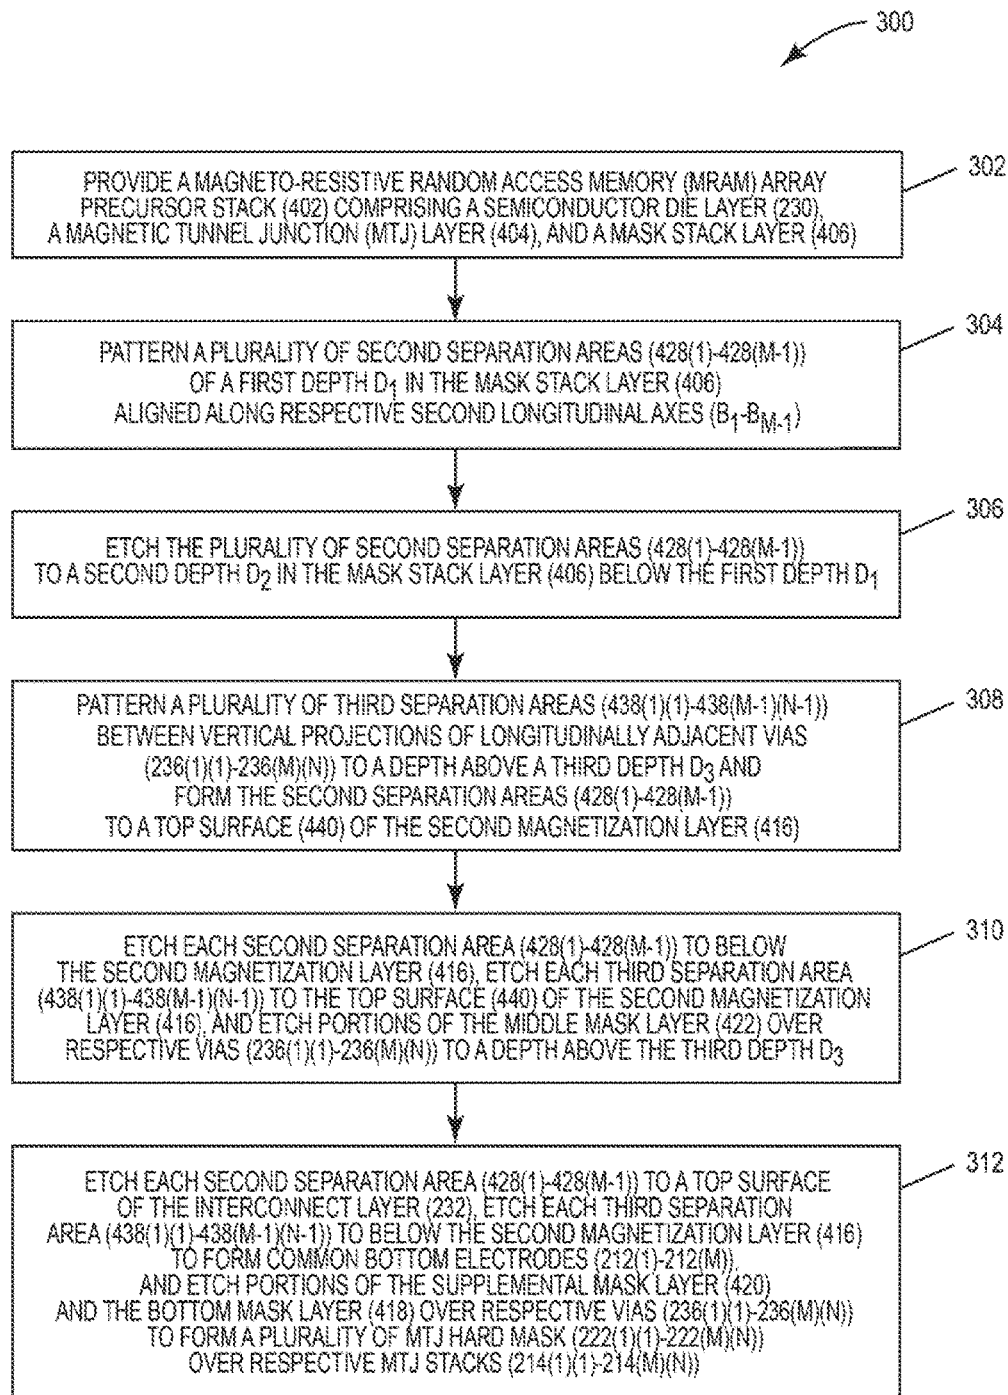 300
302
PROVIDE A MAGNETO-RESISTIVE RANDOM ACCESS MEMORY (MRAM) ARRAY
PRECURSOR STACK (402) COMPRISING A SEMICONDUCTOR DIE LAYER (230),
A MAGNETIC TUNNEL JUNCTION (MTJ) LAYER (404), AND A MASK STACK LAYER (406)
304
PATTERN A PLURALITY OF SECOND SEPARATION AREAS (428(1)-428(M-1))
OF A FIRST DEPTH D1 IN THE MASK STACK LAYER (406)
ALIGNED ALONG RESPECTIVE SECOND LONGITUDINAL AXES (B1-BM-1)
306
ETCH THE PLURALITY OF SECOND SEPARATION AREAS (428(1)-428(M-1))
TO A SECOND DEPTH D2 IN THE MASK STACK LAYER (406) BELOW THE FIRST DEPTH D1
308
PATTERN A PLURALITY OF THIRD SEPARATION AREAS (438(1)(1)-438(M-1)(N-1))
BETWEEN VERTICAL PROJECTIONS OF LONGITUDINALLY ADJACENT VIAS
(236(1)(1)-236(M)(N)) TO A DEPTH ABOVE A THIRD DEPTH D3 AND
FORM THE SECOND SEPARATION AREAS (428(1)-428(M-1))
TO A TOP SURFACE (440) OF THE SECOND MAGNETIZATION LAYER (416)
310
ETCH EACH SECOND SEPARATION AREA (428(1)-428(M-1)) TO BELOW
THE SECOND MAGNETIZATION LAYER (416), ETCH EACH THIRD SEPARATION AREA
(438(1)(1)-438(M-1)(N-1)) TO THE TOP SURFACE (440) OF THE SECOND MAGNETIZATION
LAYER (416), AND ETCH PORTIONS OF THE MIDDLE MASK LAYER (422) OVER
RESPECTIVE VIAS (236(1)(1)-236(M)(N)) TO A DEPTH ABOVE THE THIRD DEPTH D3
312
ETCH EACH SECOND SEPARATION AREA (428(1)-428(M-1)) TO A TOP SURFACE
OF THE INTERCONNECT LAYER (232), ETCH EACH THIRD SEPARATION
AREA (438(1)(1)-438(M-1)(N-1)) TO BELOW THE SECOND MAGNETIZATION LAYER (416)
TO FORM COMMON BOTTOM ELECTRODES (212(1)-212(M)),
AND ETCH PORTIONS OF THE SUPPLEMENTAL MASK LAYER (420)
AND THE BOTTOM MASK LAYER (418) OVER RESPECTIVE VIAS (236(1)(1)-236(M)(N))
TO FORM A PLURALITY OF MTJ HARD MASK (222(1)(1)-222(M)(N))
OVER RESPECTIVE MTJ STACKS (214(1)(1)-214(M)(N))